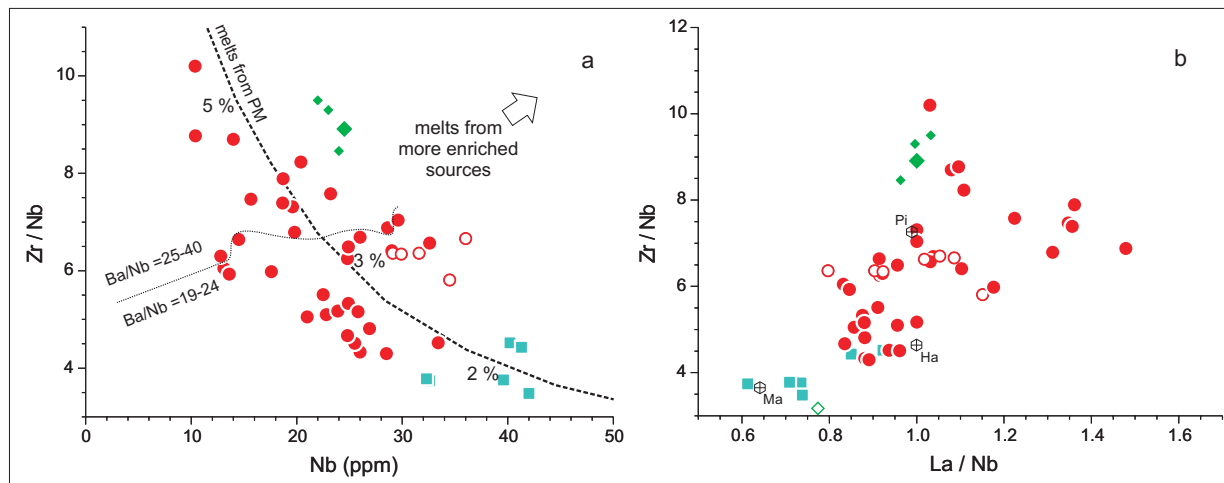 a
melts from PM
5 %
melts from
more enriched
sources
Ba/Nb =25-40
Ba/Nb =19-24
3 %
2 %
Zr / Nb
10
8
6
4
0
10
20
30
40
50
Nb (ppm)
b
Zr/Nb
12
10
8
6
4
Pi
Ha
Ma
0.6
0.8
1.0
1.2
1.4
1.6
La / Nb